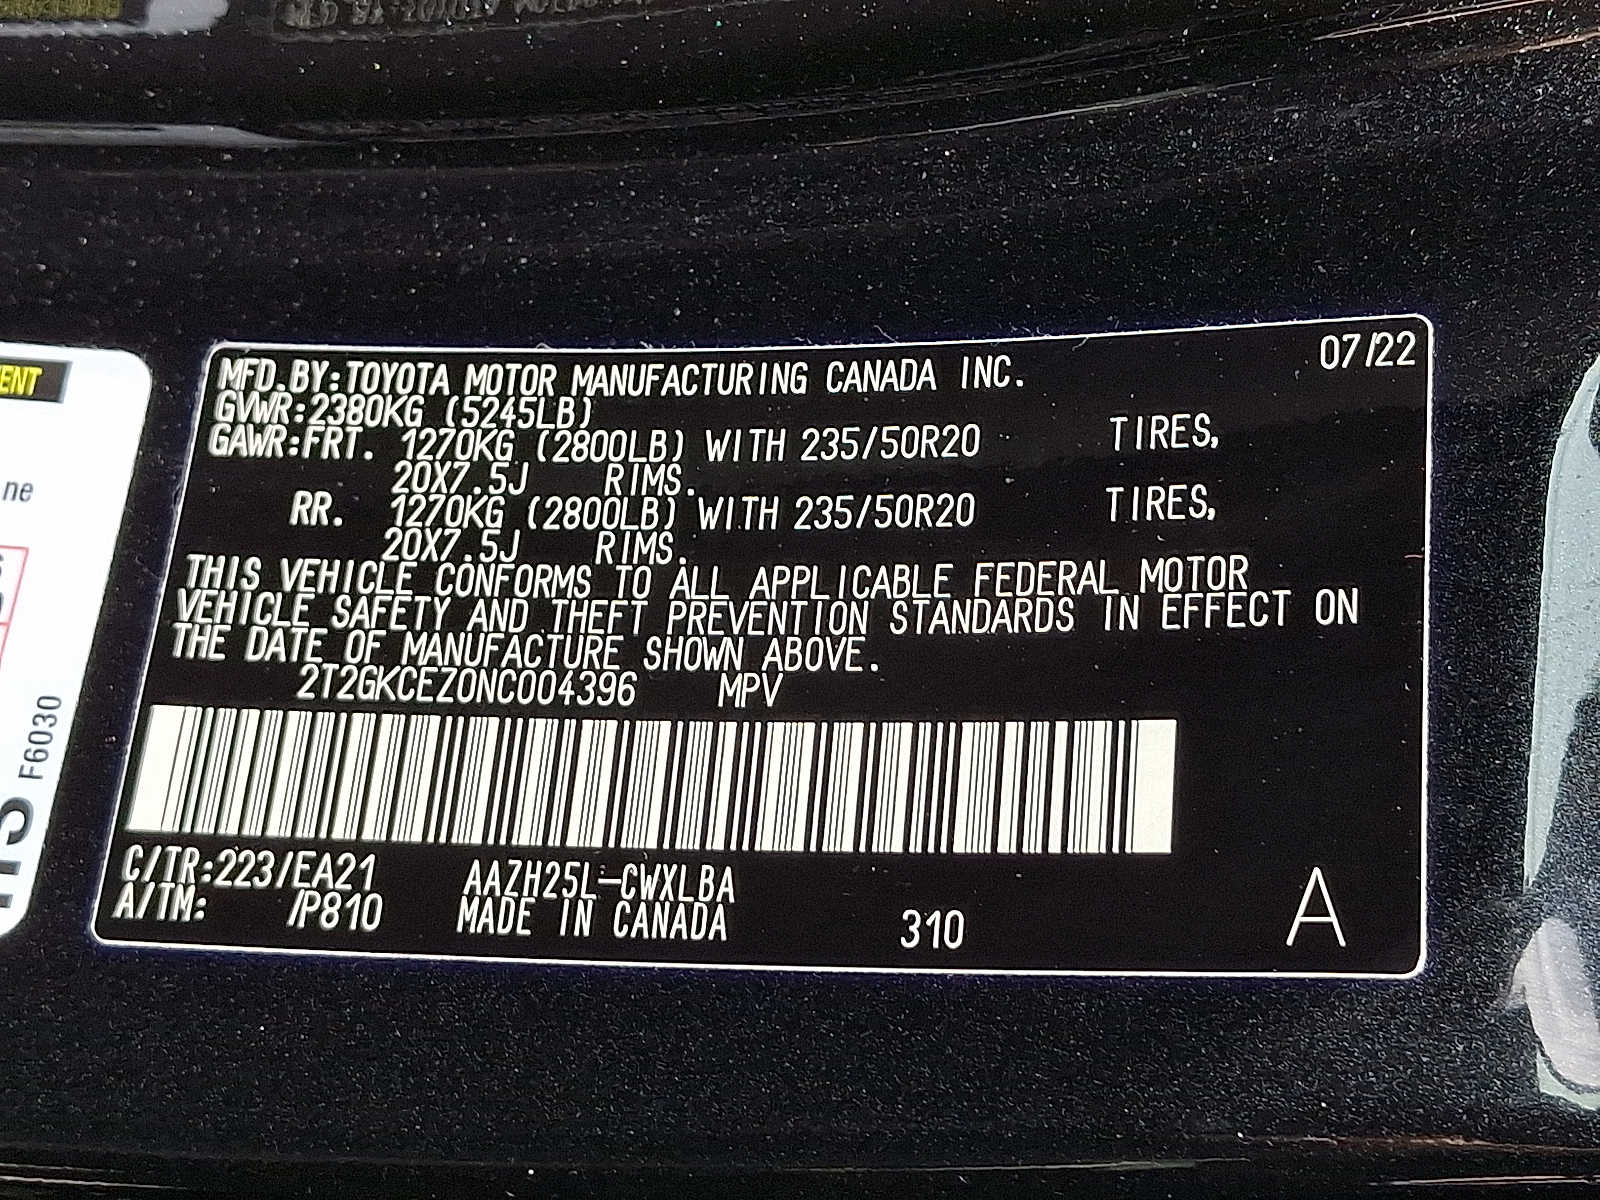 MFD.BY:TOYOTA MOTOR MANUFACTURING CANADA INC. 07/22
GVWR:2380KG (5245LB)
GAWR:FRT. 1270KG (2800LB) WITH 235/50R20 TIRES,
20X7.5J RIMS.
RR. 1270KG (2800LB) WITH 235/50R20 TIRES,
20X7.5J RIMS.
THIS VEHICLE CONFORMS TO ALL APPLICABLE FEDERAL MOTOR
VEHICLE SAFETY AND THEFT PREVENTION STANDARDS IN EFFECT ON
THE DATE OF MANUFACTURE SHOWN ABOVE.
2T2GKCEZ0NC004396 MPV
C/TR:223/EA21 AAZH25L-CWXLBA
A/TM: /P810 MADE IN CANADA 310 A
ENT
ne
F6030